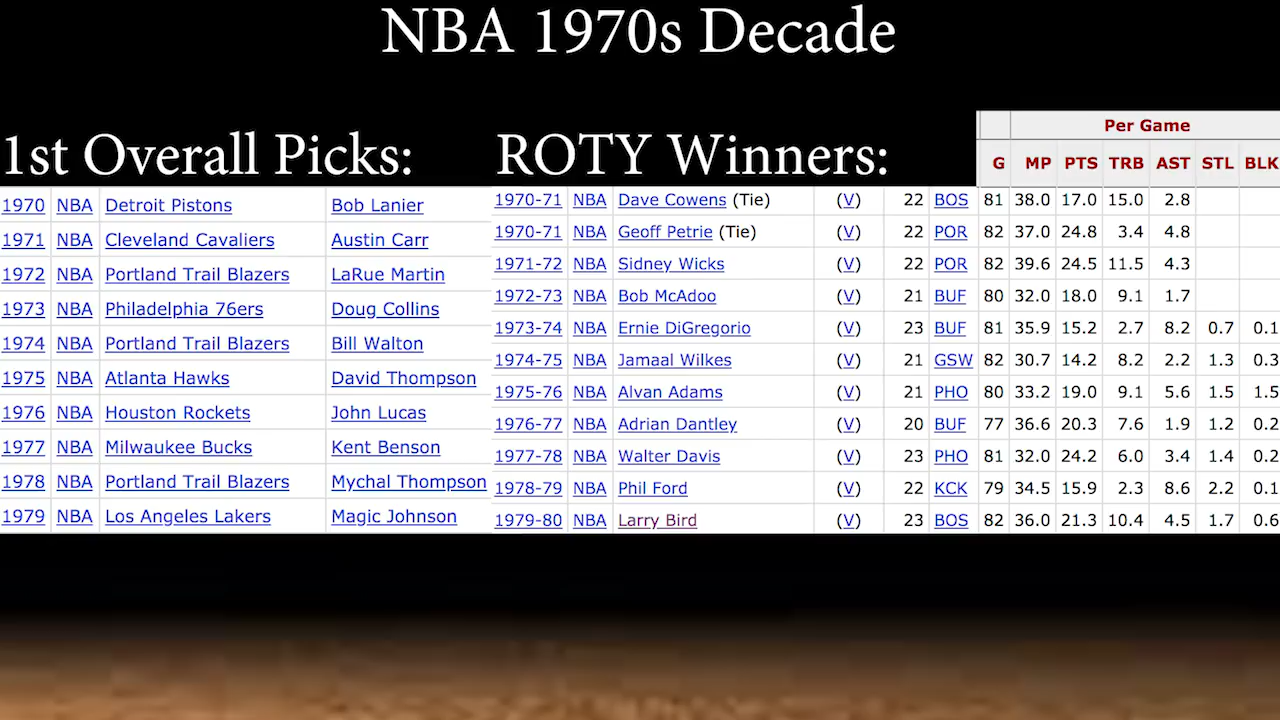 NBA 1970s Decade
1st Overall Picks:
1970 NBA Detroit Pistons Bob Lanier
1971 NBA Cleveland Cavaliers Austin Carr
1972 NBA Portland Trail Blazers LaRue Martin
1973 NBA Philadelphia 76ers Doug Collins
1974 NBA Portland Trail Blazers Bill Walton
1975 NBA Atlanta Hawks David Thompson
1976 NBA Houston Rockets John Lucas
1977 NBA Milwaukee Bucks Kent Benson
1978 NBA Portland Trail Blazers Mychal Thompson
1979 NBA Los Angeles Lakers Magic Johnson
ROTY Winners:
Per Game
G MP PTS TRB AST STL BLK
1970-71 NBA Dave Cowens (Tie) (V) 22 BOS 81 38.0 17.0 15.0 2.8
1970-71 NBA Geoff Petrie (Tie) (V) 22 POR 82 37.0 24.8 3.4 4.8
1971-72 NBA Sidney Wicks (V) 22 POR 82 39.6 24.5 11.5 4.3
1972-73 NBA Bob McAdoo (V) 21 BUF 80 32.0 18.0 9.1 1.7
1973-74 NBA Ernie DiGregorio (V) 23 BUF 81 35.9 15.2 2.7 8.2 0.7 0.1
1974-75 NBA Jamaal Wilkes (V) 21 GSW 82 30.7 14.2 8.2 2.2 1.3 0.3
1975-76 NBA Alvan Adams (V) 21 PHO 80 33.2 19.0 9.1 5.6 1.5 1.5
1976-77 NBA Adrian Dantley (V) 20 BUF 77 36.6 20.3 7.6 1.9 1.2 0.2
1977-78 NBA Walter Davis (V) 23 PHO 81 32.0 24.2 6.0 3.4 1.4 0.2
1978-79 NBA Phil Ford (V) 22 KCK 79 34.5 15.9 2.3 8.6 2.2 0.1
1979-80 NBA Larry Bird (V) 23 BOS 82 36.0 21.3 10.4 4.5 1.7 0.6